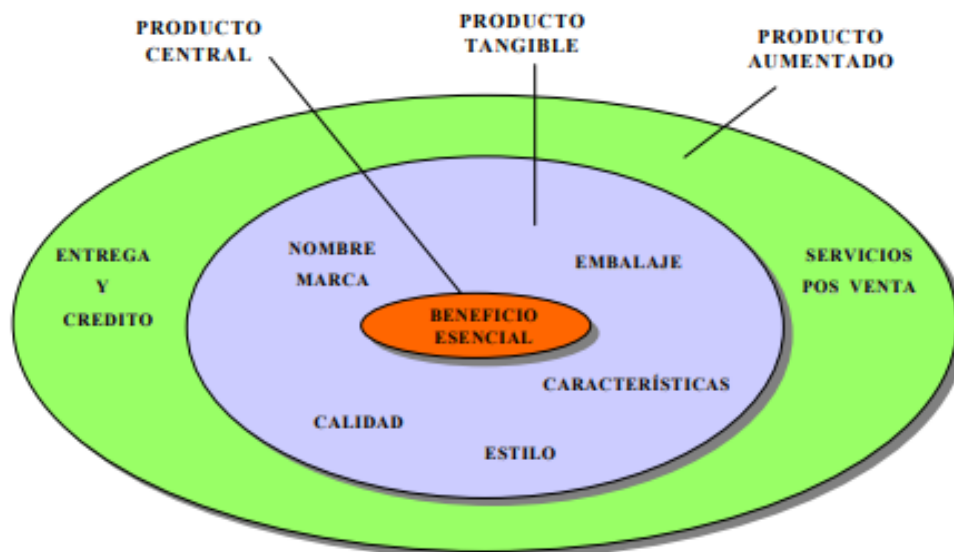 PRODUCTO
CENTRAL
PRODUCTO
TANGIBLE
PRODUCTO
AUMENTADO
ENTREGA
Y
CREDITO
NOMBRE
MARCA
EMBALAJE
SERVICIOS
POS VENTA
BENEFICIO
ESENCIAL
CARACTERÍSTICAS
CALIDAD
ESTILO